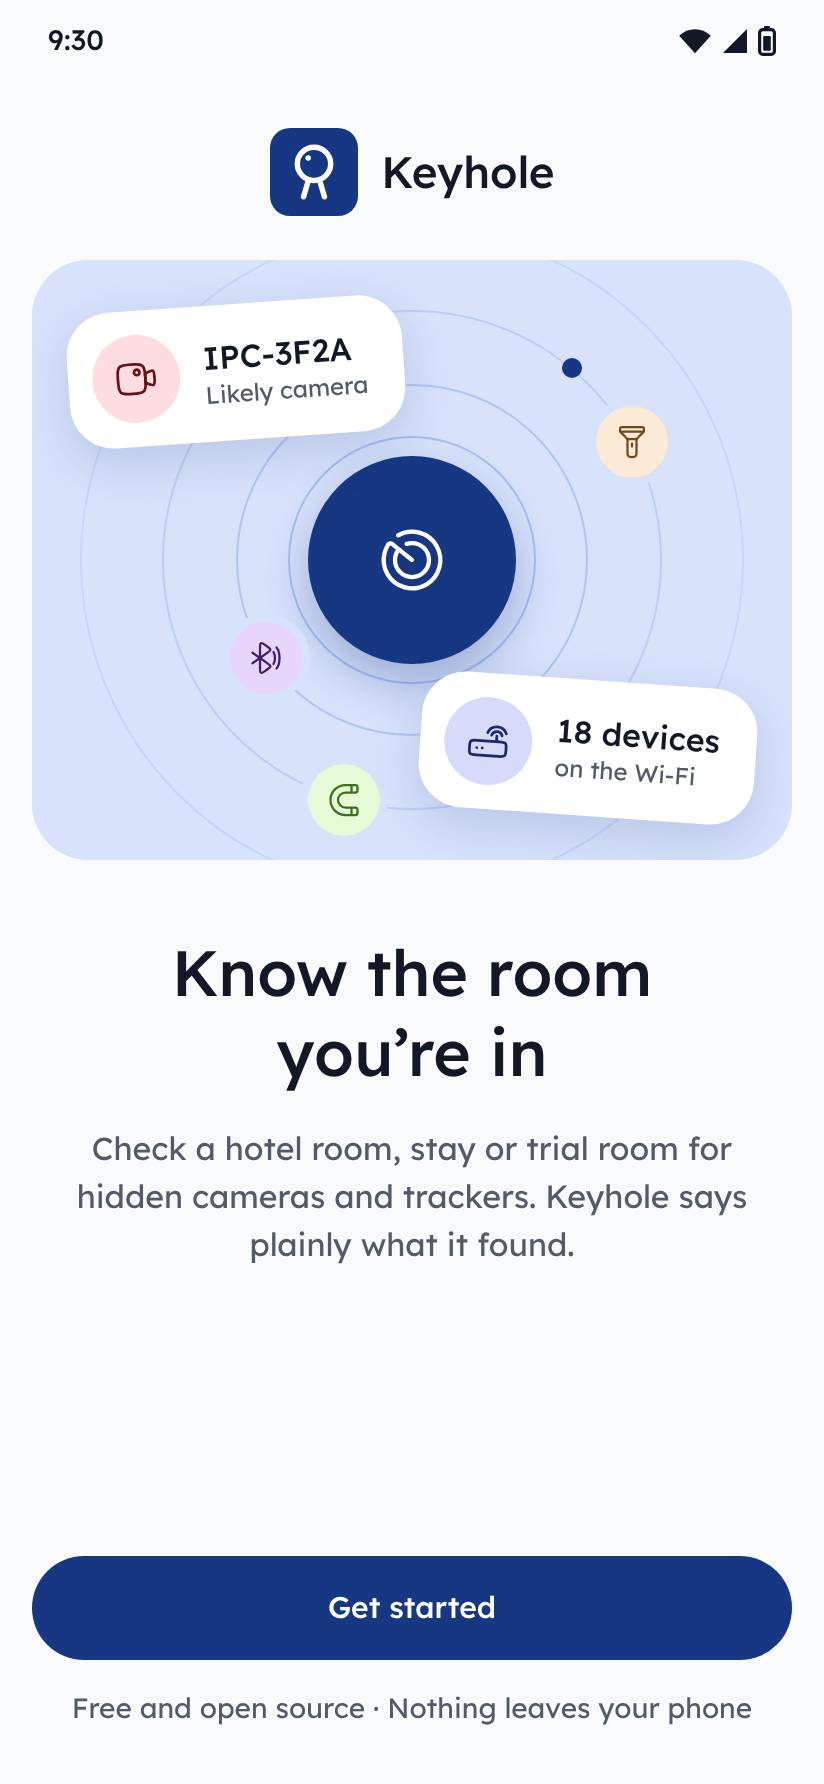 9:30
Keyhole
IPC-3F2A
Likely camera
18 devices
on the Wi-Fi
Know the room
you’re in
Check a hotel room, stay or trial room for
hidden cameras and trackers. Keyhole says
plainly what it found.
Get started
Free and open source · Nothing leaves your phone